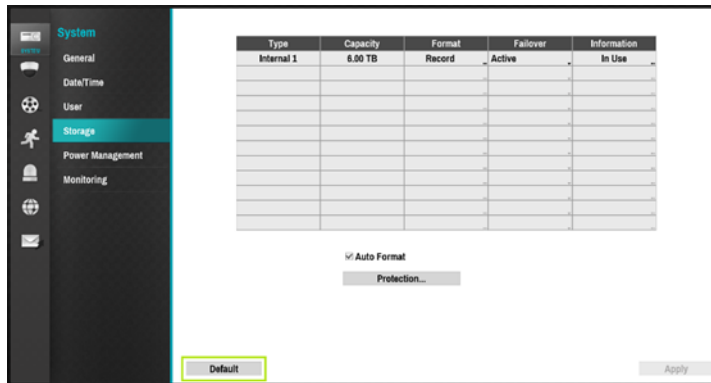 System
SYSTEM
General
Date/Time
User
Storage
Power Management
Monitoring
Type Capacity Format Failover Information
Internal 1 6.00 TB Record Active In Use
Auto Format
Protection...
Default
Apply